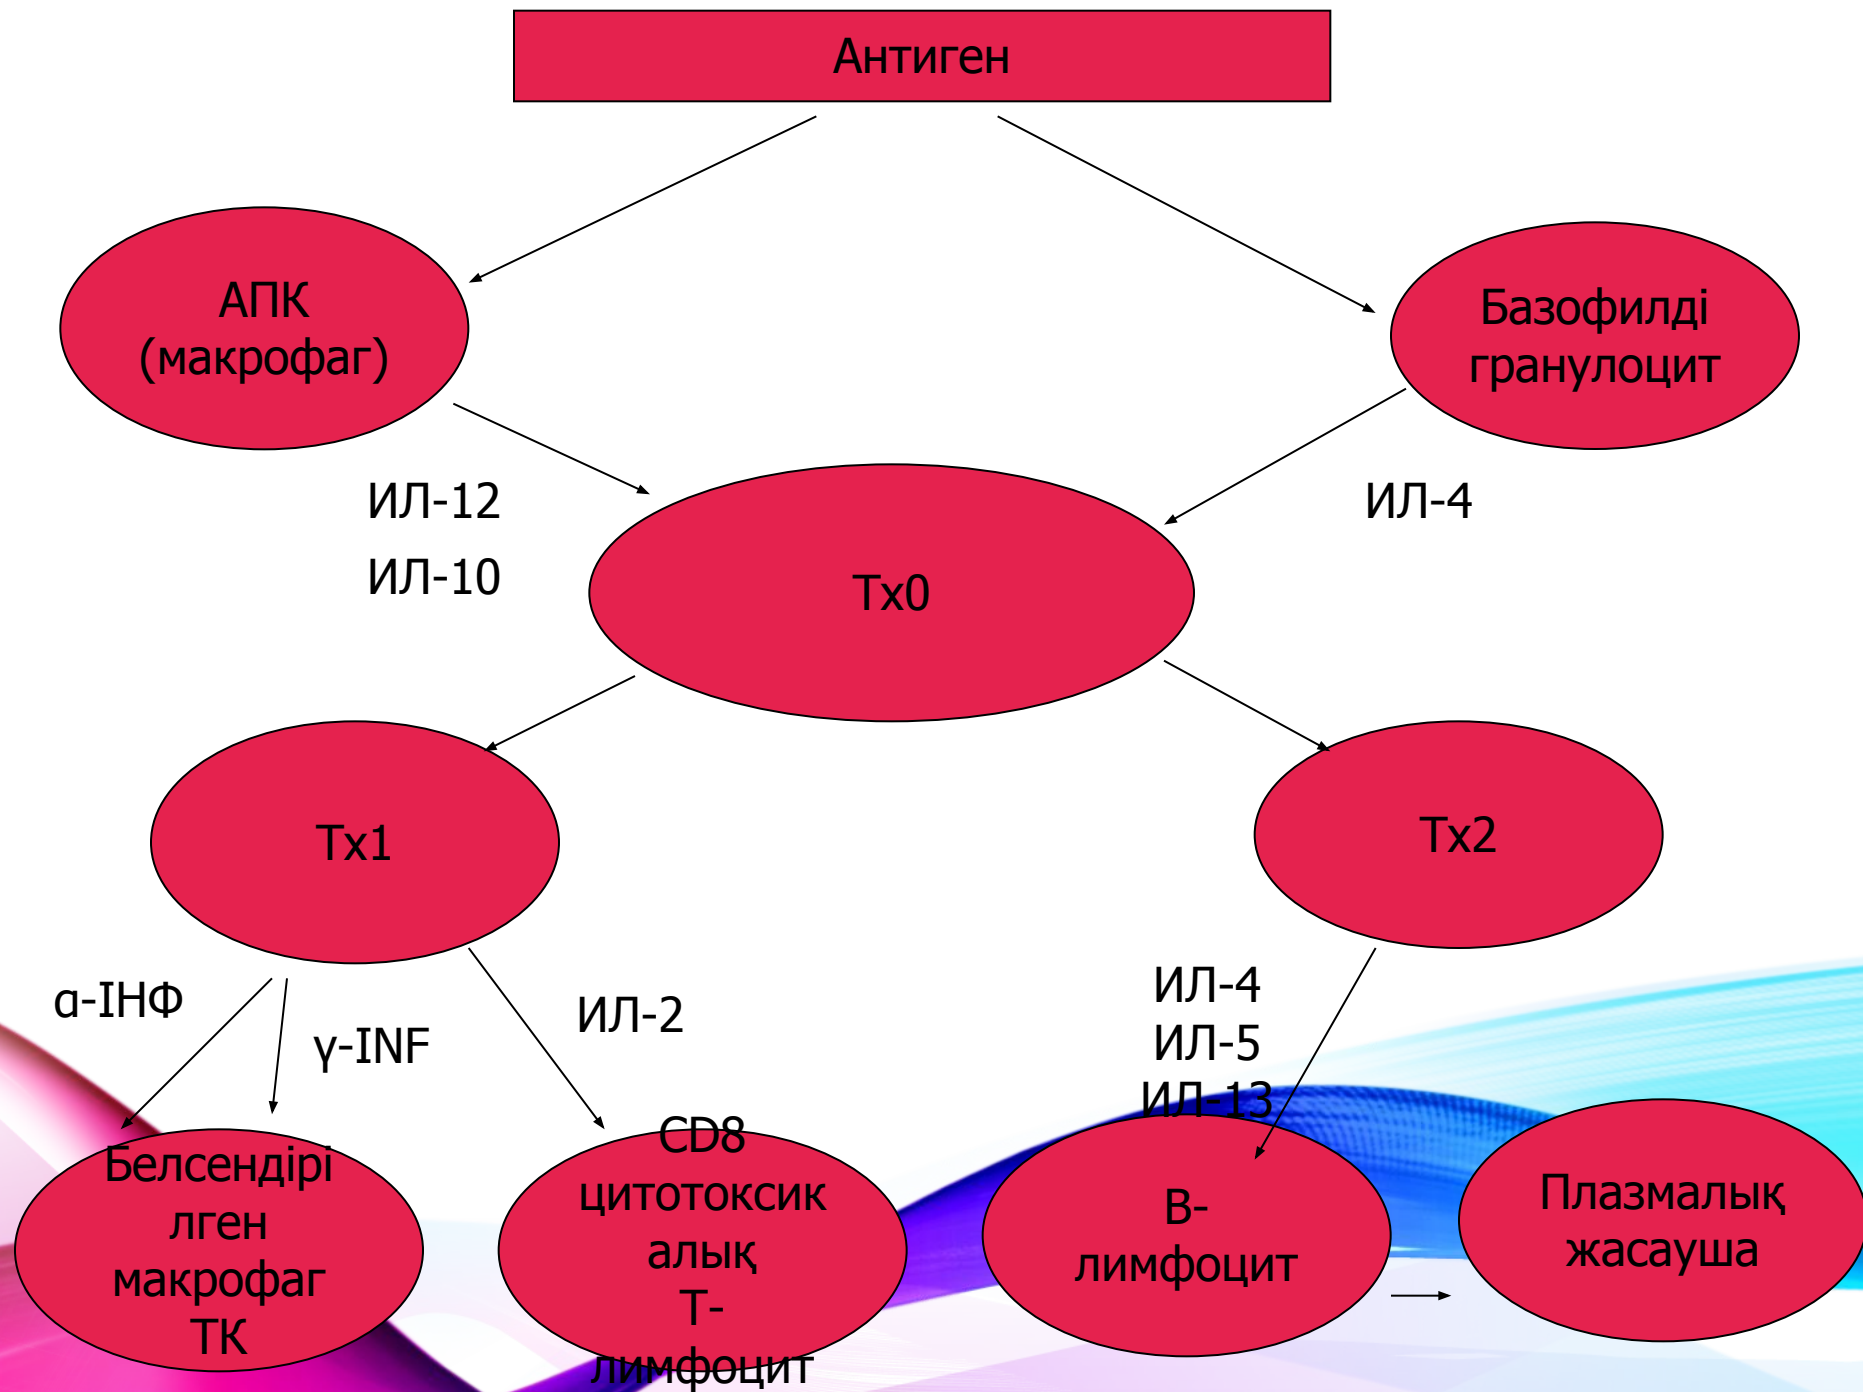 Антиген
АПК
(макрофаг)
Базофилді
гранулоцит
ИЛ-12
ИЛ-10
ИЛ-4
Тх0
Тх1
Тх2
α-ІНФ
γ-INF
ИЛ-2
ИЛ-4
ИЛ-5
ИЛ-13
Белсендірі
лген
макрофаг
ТК
CD8
цитотоксик
алық
Т-
лимфоцит
В-
лимфоцит
Плазмалық
жасауша